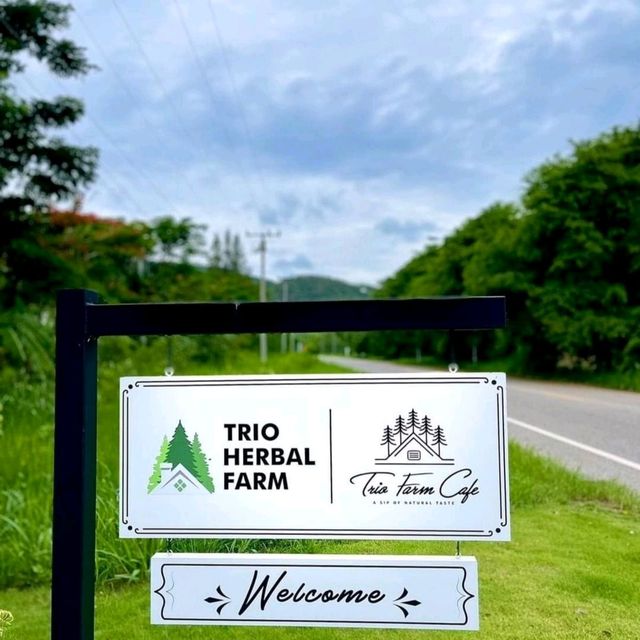 TRIO
HERBAL
FARM
Trio Farm Cafe
A SIP OF NATURAL TASTE
Welcome